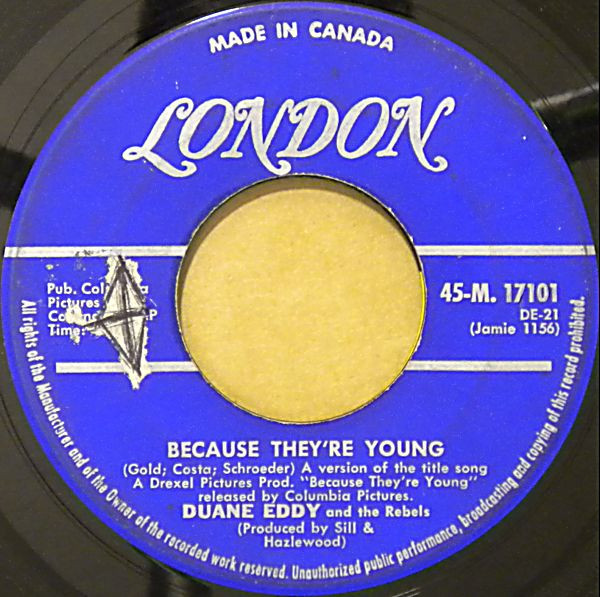 MADE IN CANADA
LONDON
Pub.
Pictures
Time:
45-M. 17101
DE-21
(Jamie 1156)
BECAUSE THEY'RE YOUNG
(Gold; Costa; Schroeder) A version of the title song
A Drexel Pictures Prod. "Because They're Young"
released by Columbia Pictures.
DUANE EDDY and the Rebels
(Produced by Sill &
Hazlewood)
All rights of the Manufacturer and of the Owner of the recorded work reserved. Unauthorized public performance, broadcasting and copying of this record prohibited.